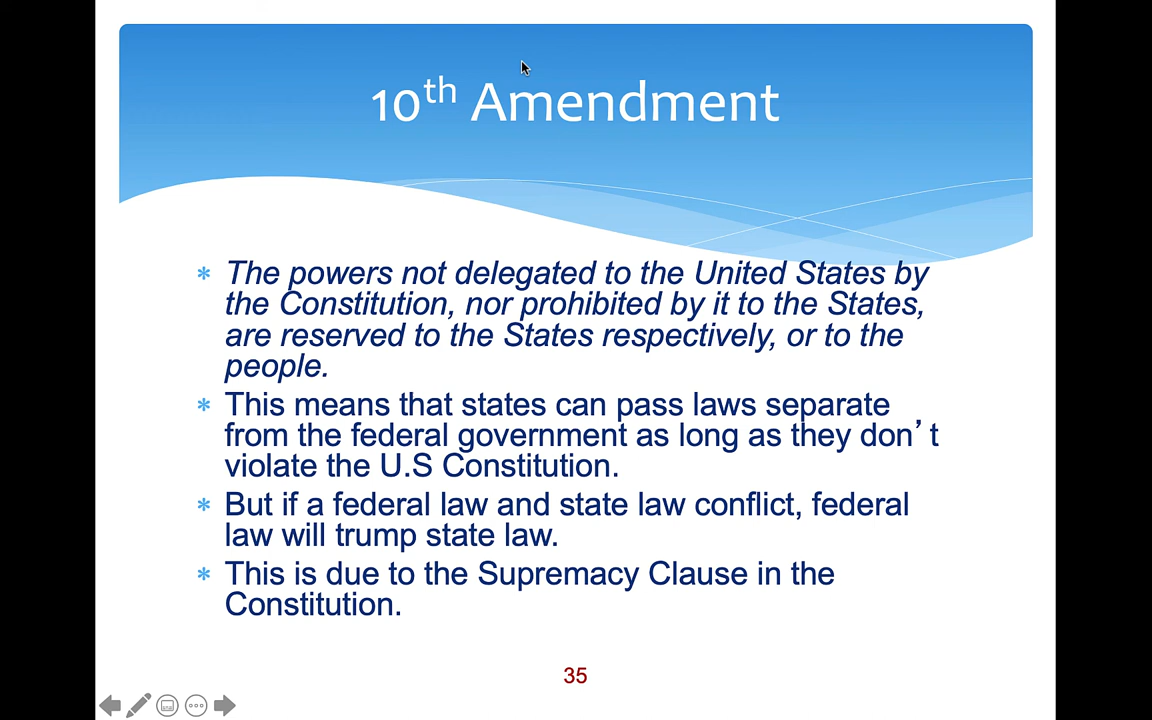 10th Amendment
* The powers not delegated to the United States by
the Constitution, nor prohibited by it to the States,
are reserved to the States respectively, or to the
people.
* This means that states can pass laws separate
from the federal government as long as they don’t
violate the U.S Constitution.
* But if a federal law and state law conflict, federal
law will trump state law.
* This is due to the Supremacy Clause in the
Constitution.
35